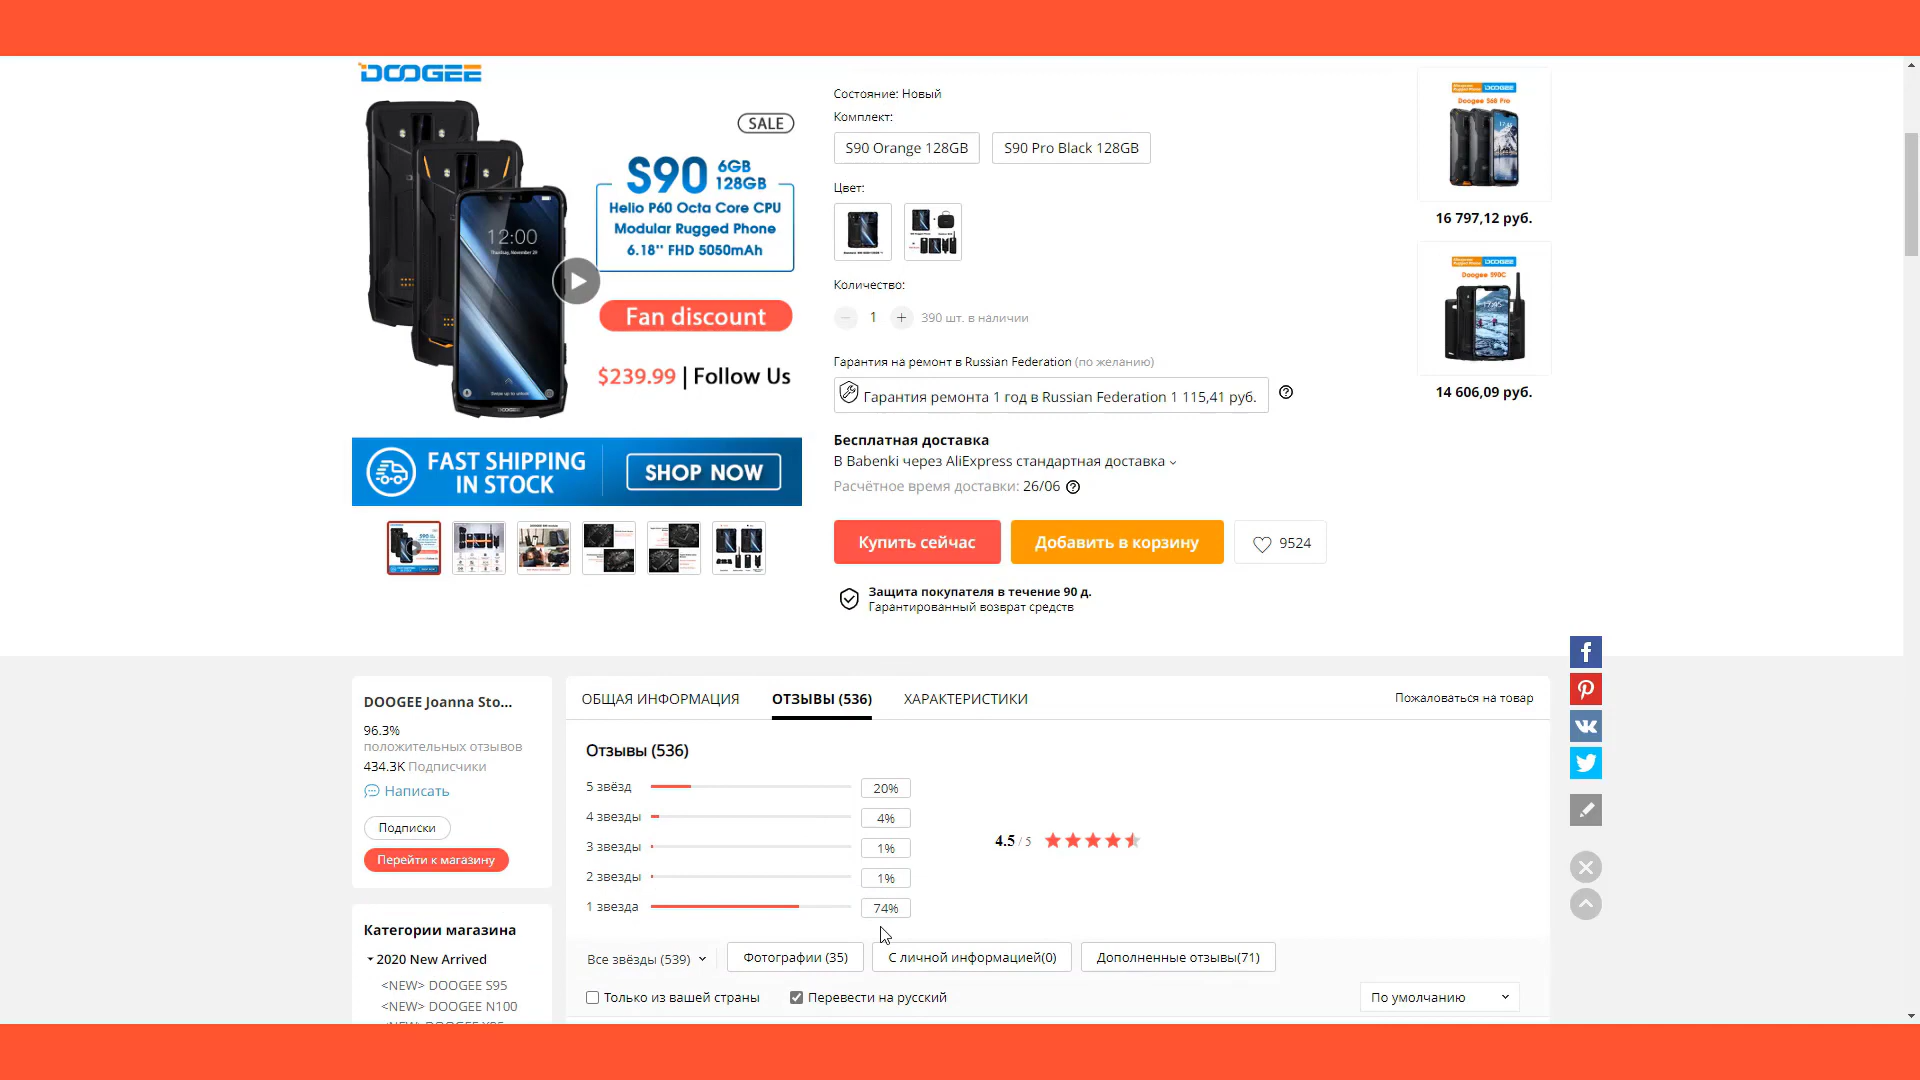 DOOGEE
SALE
S90 6GB 128GB
Helio P60 Octa Core CPU
Modular Rugged Phone
6.18'' FHD 5050mAh
12:00
Fan discount
$239.99 | Follow Us
FAST SHIPPING
IN STOCK
SHOP NOW
Состояние: Новый
Комплект:
S90 Orange 128GB
S90 Pro Black 128GB
Цвет:
Количество:
1
390 шт. в наличии
Гарантия на ремонт в Russian Federation (по желанию)
Гарантия ремонта 1 год в Russian Federation 1 115,41 руб.
Бесплатная доставка
В Babenki через AliExpress стандартная доставка
Расчётное время доставки: 26/06
Купить сейчас
Добавить в корзину
9524
Защита покупателя в течение 90 д.
Гарантированный возврат средств
DOOGEE
Doogee S68 Pro
16 797,12 руб.
DOOGEE
Doogee S90C
14 606,09 руб.
DOOGEE Joanna Sto...
96.3%
положительных отзывов
434.3K Подписчики
Написать
Подписки
Перейти к магазину
Категории магазина
2020 New Arrived
<NEW> DOOGEE S95
<NEW> DOOGEE N100
ОБЩАЯ ИНФОРМАЦИЯ
ОТЗЫВЫ (536)
ХАРАКТЕРИСТИКИ
Пожаловаться на товар
Отзывы (536)
5 звёзд 20%
4 звезды 4%
3 звезды 1%
2 звезды 1%
1 звезда 74%
4.5 / 5
Все звёзды (539)
Фотографии (35)
С личной информацией(0)
Дополненные отзывы(71)
Только из вашей страны
Перевести на русский
По умолчанию